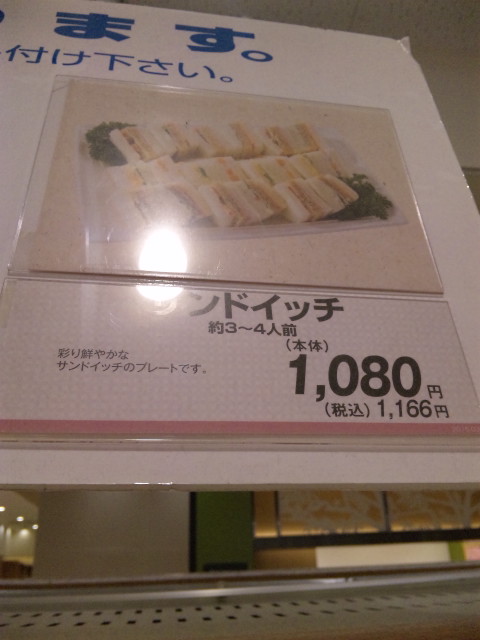 ます。
付け下さい。
ンドイッチ
約3〜4人前
彩り鮮やかな
サンドイッチのプレートです。
(本体)
1,080円
(税込) 1,166円